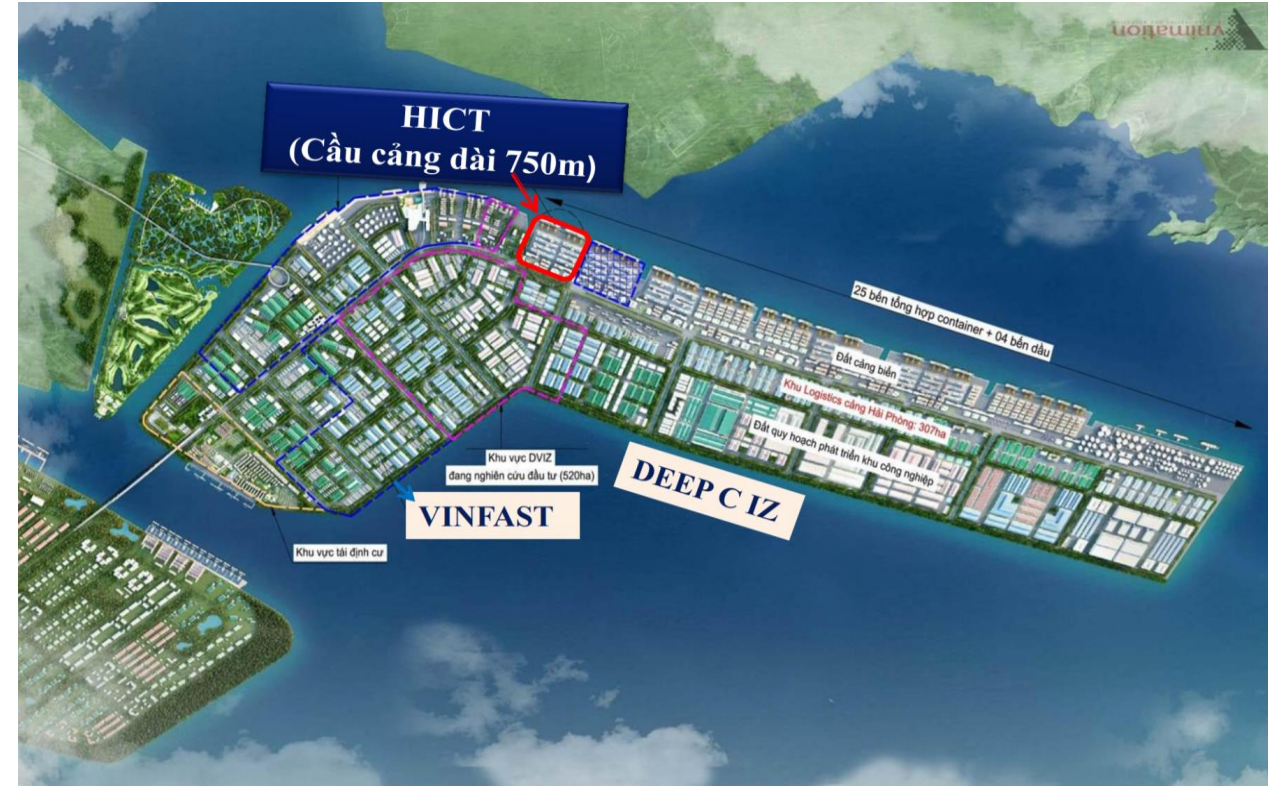 vnimation
HICT
(Cầu cảng dài 750m)
25 bến tổng hợp container + 04 bến dầu
Đất cảng biển
Khu Logistics cảng Hải Phòng: 307ha
Đất quy hoạch phát triển khu công nghiệp
Khu vực DVIZ
đang nghiên cứu đầu tư (520ha)
DEEP C IZ
VINFAST
Khu vực tái định cư